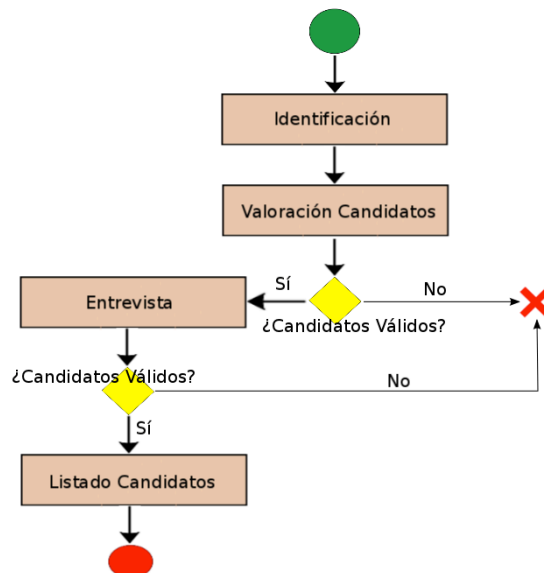 Identificación
Valoración Candidatos
Sí
No
Entrevista
¿Candidatos Válidos?
¿Candidatos Válidos?
No
Sí
Listado Candidatos